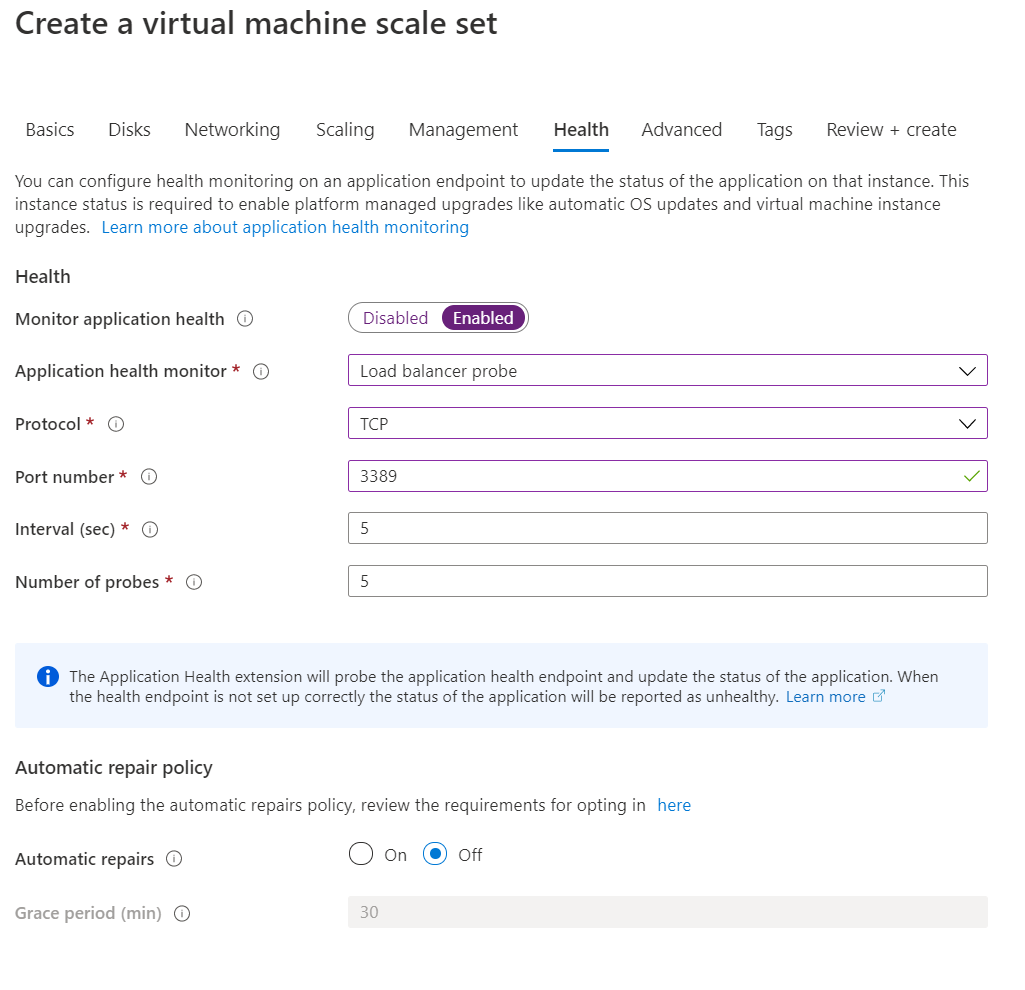 Create a virtual machine scale set
Basics Disks Networking Scaling Management Health Advanced Tags Review + create
You can configure health monitoring on an application endpoint to update the status of the application on that instance. This
instance status is required to enable platform managed upgrades like automatic OS updates and virtual machine instance
upgrades. Learn more about application health monitoring
Health
Monitor application health Disabled Enabled
Application health monitor * Load balancer probe
Protocol * TCP
Port number * 3389
Interval (sec) * 5
Number of probes * 5
The Application Health extension will probe the application health endpoint and update the status of the application. When
the health endpoint is not set up correctly the status of the application will be reported as unhealthy. Learn more
Automatic repair policy
Before enabling the automatic repairs policy, review the requirements for opting in here
Automatic repairs On Off
Grace period (min) 30